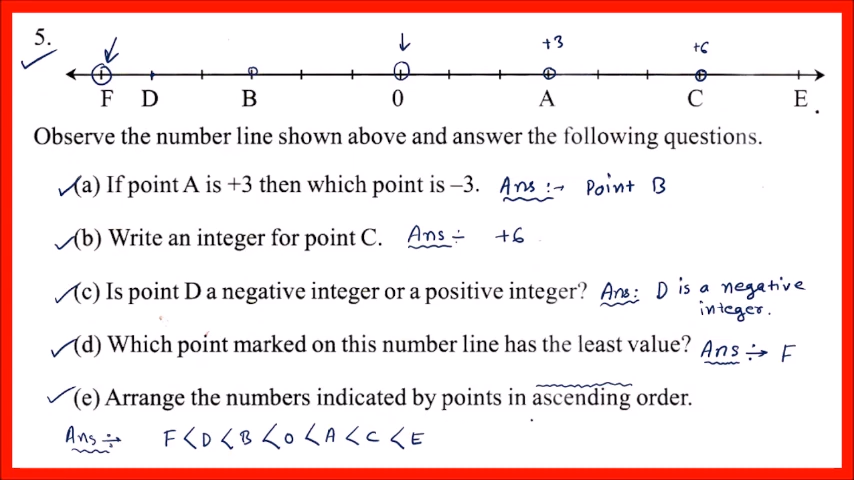 5.
+3 +6
F D B 0 A C E
Observe the number line shown above and answer the following questions.
(a) If point A is +3 then which point is –3. Ans :- Point B
(b) Write an integer for point C. Ans ÷ +6
(c) Is point D a negative integer or a positive integer? Ans: D is a negative
integer.
(d) Which point marked on this number line has the least value? Ans ÷ F
(e) Arrange the numbers indicated by points in ascending order.
Ans ÷ F < D < B < 0 < A < C < E